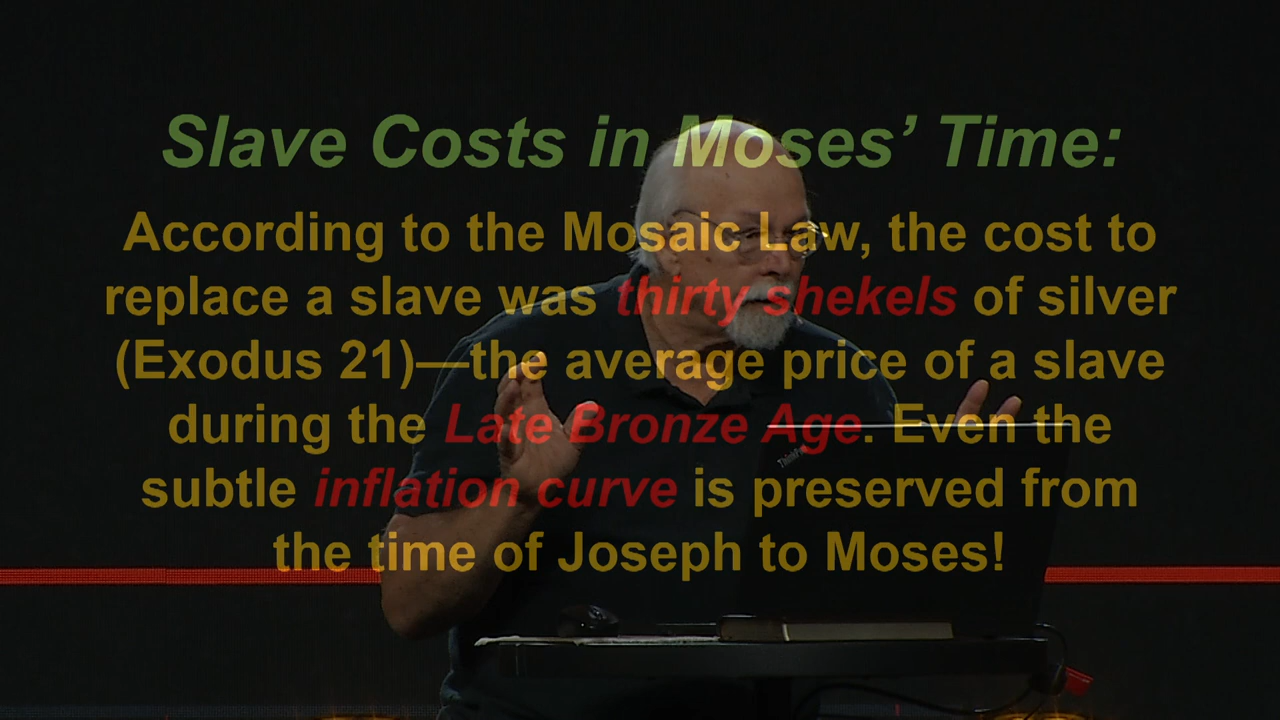 Slave Costs in Moses’ Time:
According to the Mosaic Law, the cost to
replace a slave was thirty shekels of silver
(Exodus 21)—the average price of a slave
during the Late Bronze Age. Even the
subtle inflation curve is preserved from
the time of Joseph to Moses!
ThinkPad